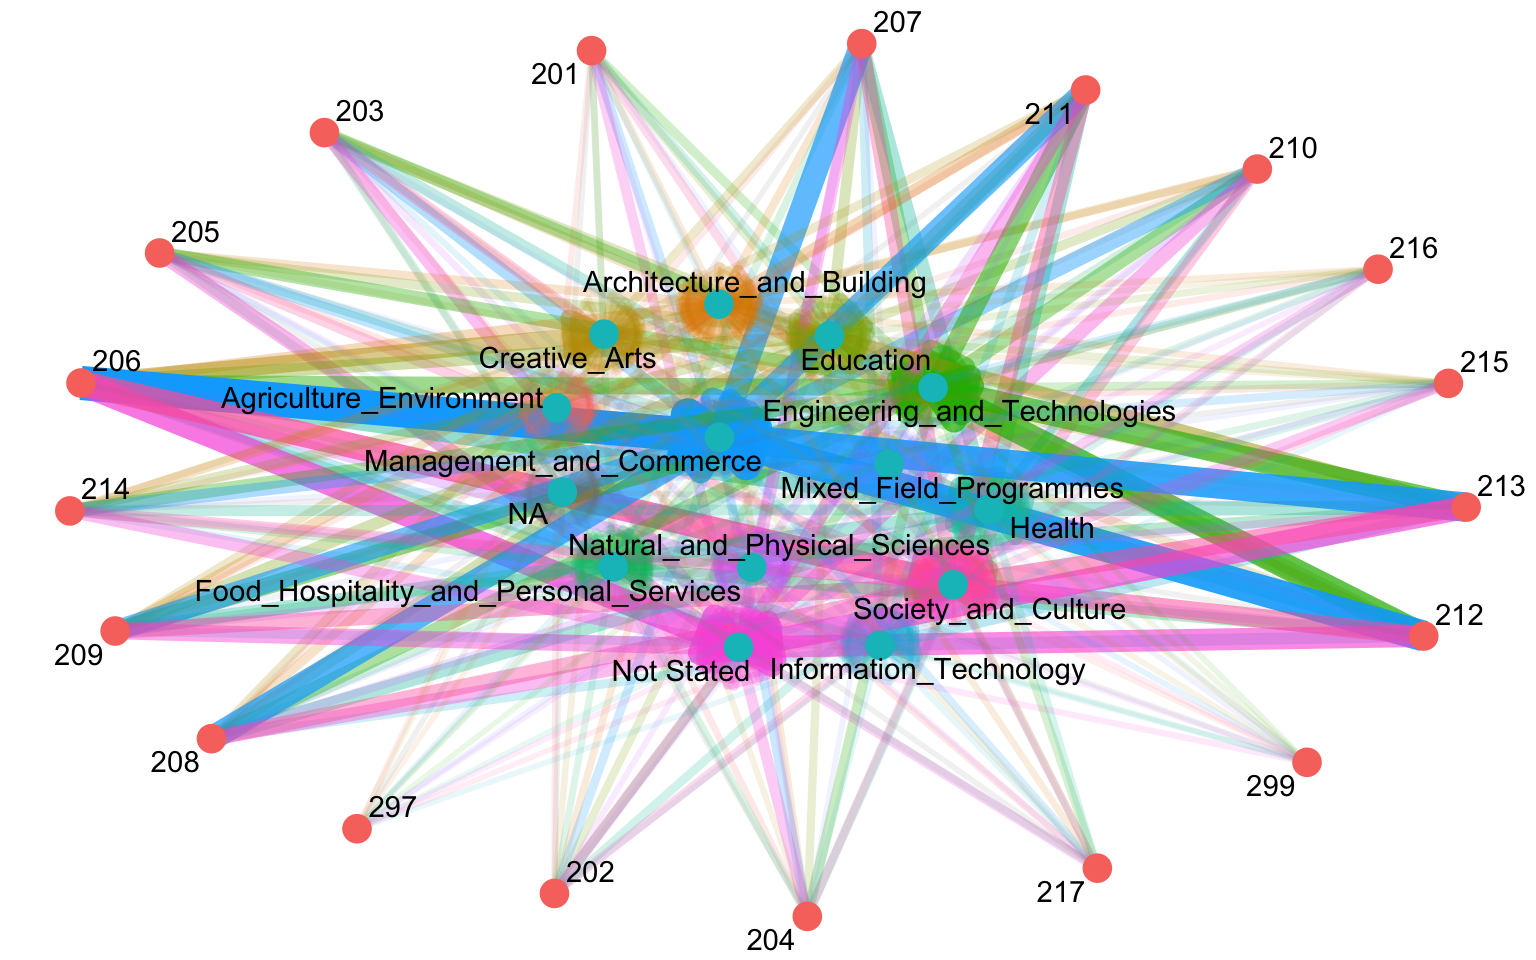 207
201
203
211
210
205
216
Architecture_and_Building
Creative_Arts
Education
206
215
Agriculture_Environment
Engineering_and_Technologies
Management_and_Commerce
214
Mixed_Field_Programmes
213
NA
Health
Natural_and_Physical_Sciences
Food_Hospitality_and_Personal_Services
Society_and_Culture
212
209
Not Stated
Information_Technology
208
299
297
202
217
204